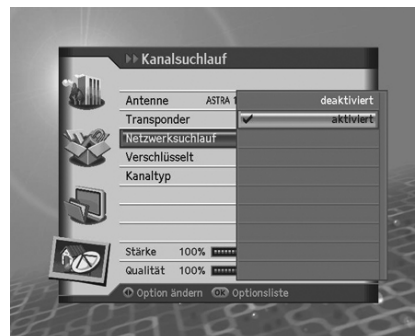 Kanalsuchlauf
Antenne ASTRA 1
Transponder
Netzwerksuchlauf
Verschlüsselt
Kanaltyp
deaktiviert
aktiviert
Stärke 100%
Qualität 100%
Option ändern OK Optionsliste